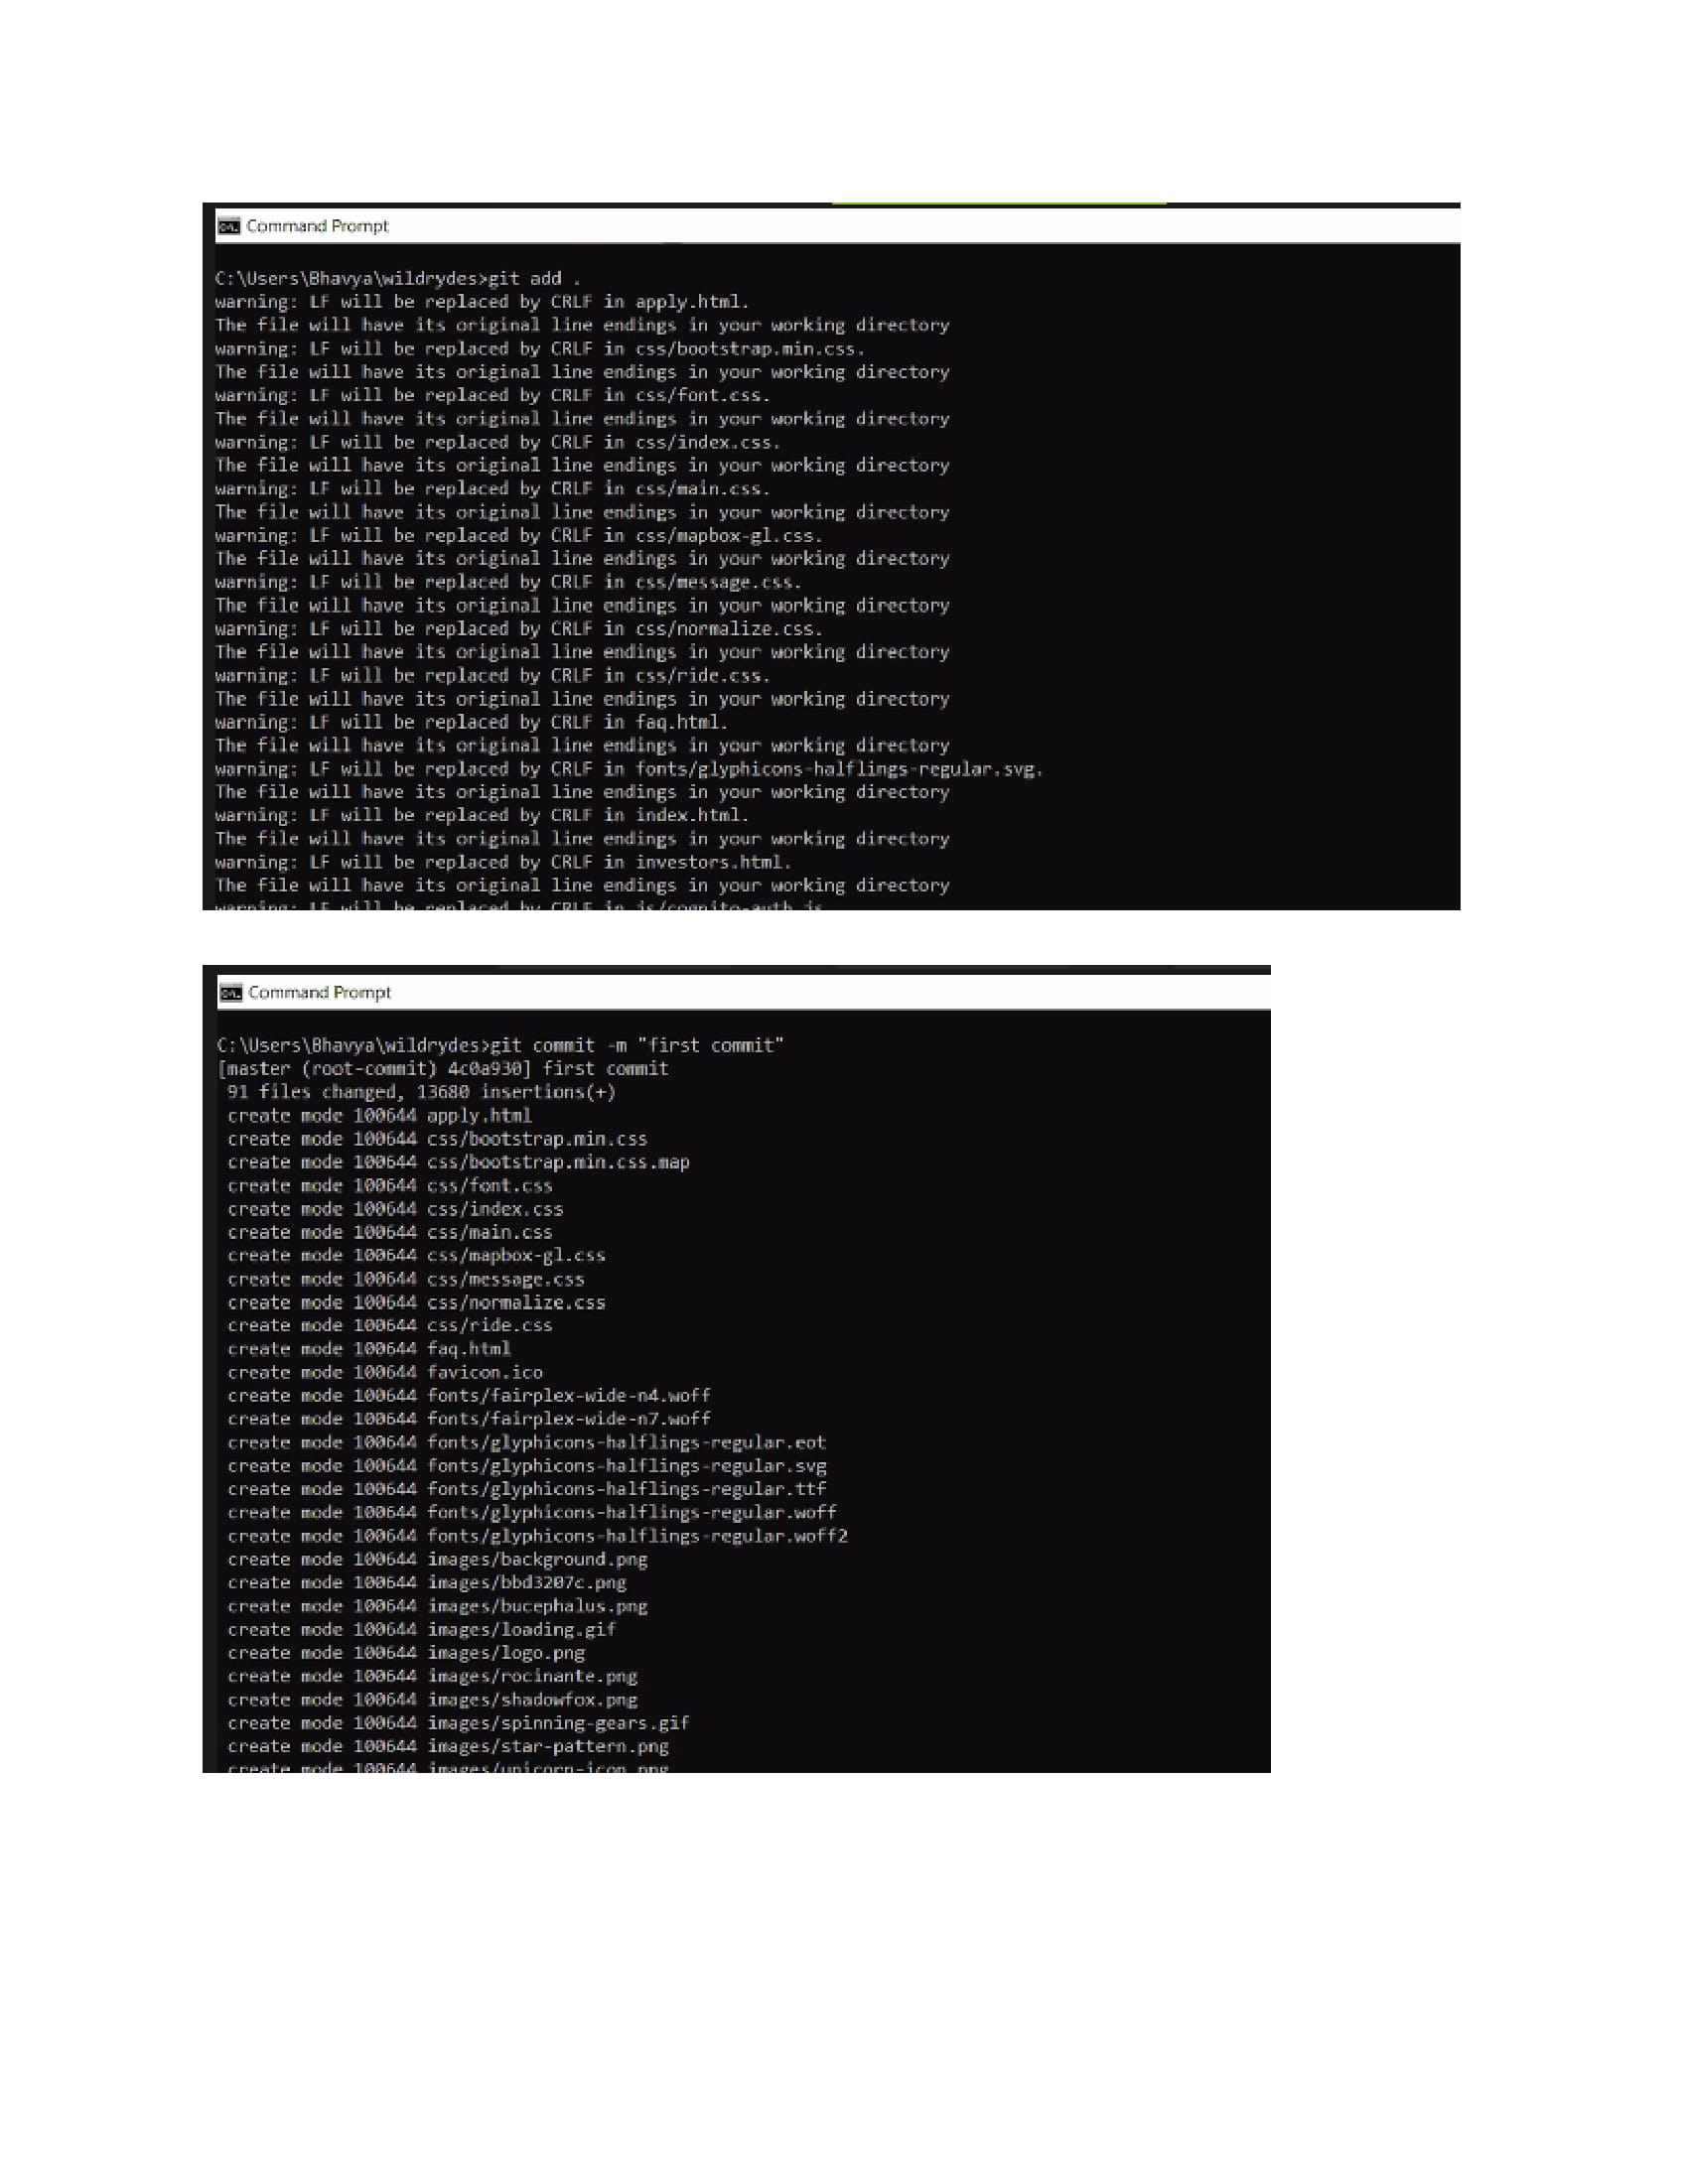 Command Prompt
C:\Users\Bhavya\wildrydes>git add .
warning: LF will be replaced by CRLF in apply.html.
The file will have its original line endings in your working directory
warning: LF will be replaced by CRLF in css/bootstrap.min.css.
The file will have its original line endings in your working directory
warning: LF will be replaced by CRLF in css/font.css.
The file will have its original line endings in your working directory
warning: LF will be replaced by CRLF in css/index.css.
The file will have its original line endings in your working directory
warning: LF will be replaced by CRLF in css/main.css.
The file will have its original line endings in your working directory
warning: LF will be replaced by CRLF in css/mapbox-gl.css.
The file will have its original line endings in your working directory
warning: LF will be replaced by CRLF in css/message.css.
The file will have its original line endings in your working directory
warning: LF will be replaced by CRLF in css/normalize.css.
The file will have its original line endings in your working directory
warning: LF will be replaced by CRLF in css/ride.css.
The file will have its original line endings in your working directory
warning: LF will be replaced by CRLF in faq.html.
The file will have its original line endings in your working directory
warning: LF will be replaced by CRLF in fonts/glyphicons-halflings-regular.svg.
The file will have its original line endings in your working directory
warning: LF will be replaced by CRLF in index.html.
The file will have its original line endings in your working directory
warning: LF will be replaced by CRLF in investors.html.
The file will have its original line endings in your working directory
warning: LF will be replaced by CRLF in js/cognito-auth.js
Command Prompt
C:\Users\Bhavya\wildrydes>git commit -m "first commit"
[master (root-commit) 4c0a930] first commit
91 files changed, 13680 insertions(+)
create mode 100644 apply.html
create mode 100644 css/bootstrap.min.css
create mode 100644 css/bootstrap.min.css.map
create mode 100644 css/font.css
create mode 100644 css/index.css
create mode 100644 css/main.css
create mode 100644 css/mapbox-gl.css
create mode 100644 css/message.css
create mode 100644 css/normalize.css
create mode 100644 css/ride.css
create mode 100644 faq.html
create mode 100644 favicon.ico
create mode 100644 fonts/fairplex-wide-n4.woff
create mode 100644 fonts/fairplex-wide-n7.woff
create mode 100644 fonts/glyphicons-halflings-regular.eot
create mode 100644 fonts/glyphicons-halflings-regular.svg
create mode 100644 fonts/glyphicons-halflings-regular.ttf
create mode 100644 fonts/glyphicons-halflings-regular.woff
create mode 100644 fonts/glyphicons-halflings-regular.woff2
create mode 100644 images/background.png
create mode 100644 images/bbd3207c.png
create mode 100644 images/bucephalus.png
create mode 100644 images/loading.gif
create mode 100644 images/logo.png
create mode 100644 images/rocinante.png
create mode 100644 images/shadowfox.png
create mode 100644 images/spinning-gears.gif
create mode 100644 images/star-pattern.png
create mode 100644 images/unicorn-icon.png